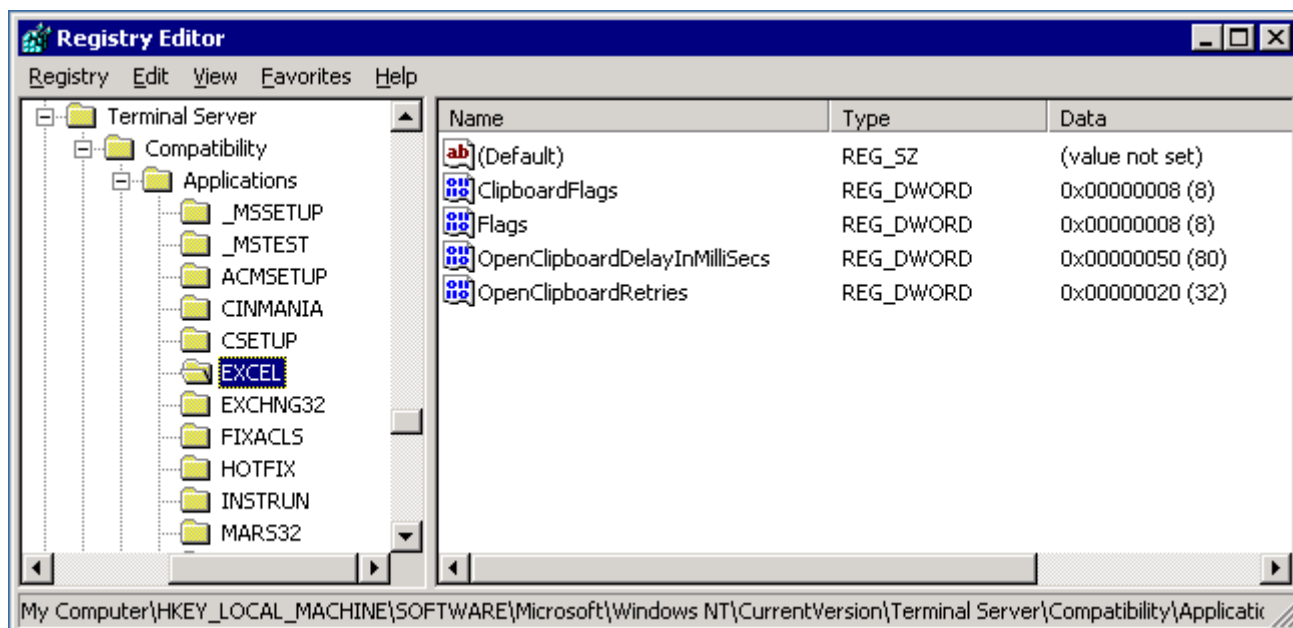 Registry Editor
Registry Edit View Favorites Help
Terminal Server
Compatibility
Applications
_MSSETUP
_MSTEST
ACMSETUP
CINMANIA
CSETUP
EXCEL
EXCHNG32
FIXACLS
HOTFIX
INSTRUN
MARS32
Name Type Data
(Default) REG_SZ (value not set)
ClipboardFlags REG_DWORD 0x00000008 (8)
Flags REG_DWORD 0x00000008 (8)
OpenClipboardDelayInMilliSecs REG_DWORD 0x00000050 (80)
OpenClipboardRetries REG_DWORD 0x00000020 (32)
My Computer\HKEY_LOCAL_MACHINE\SOFTWARE\Microsoft\Windows NT\CurrentVersion\Terminal Server\Compatibility\Applicatic